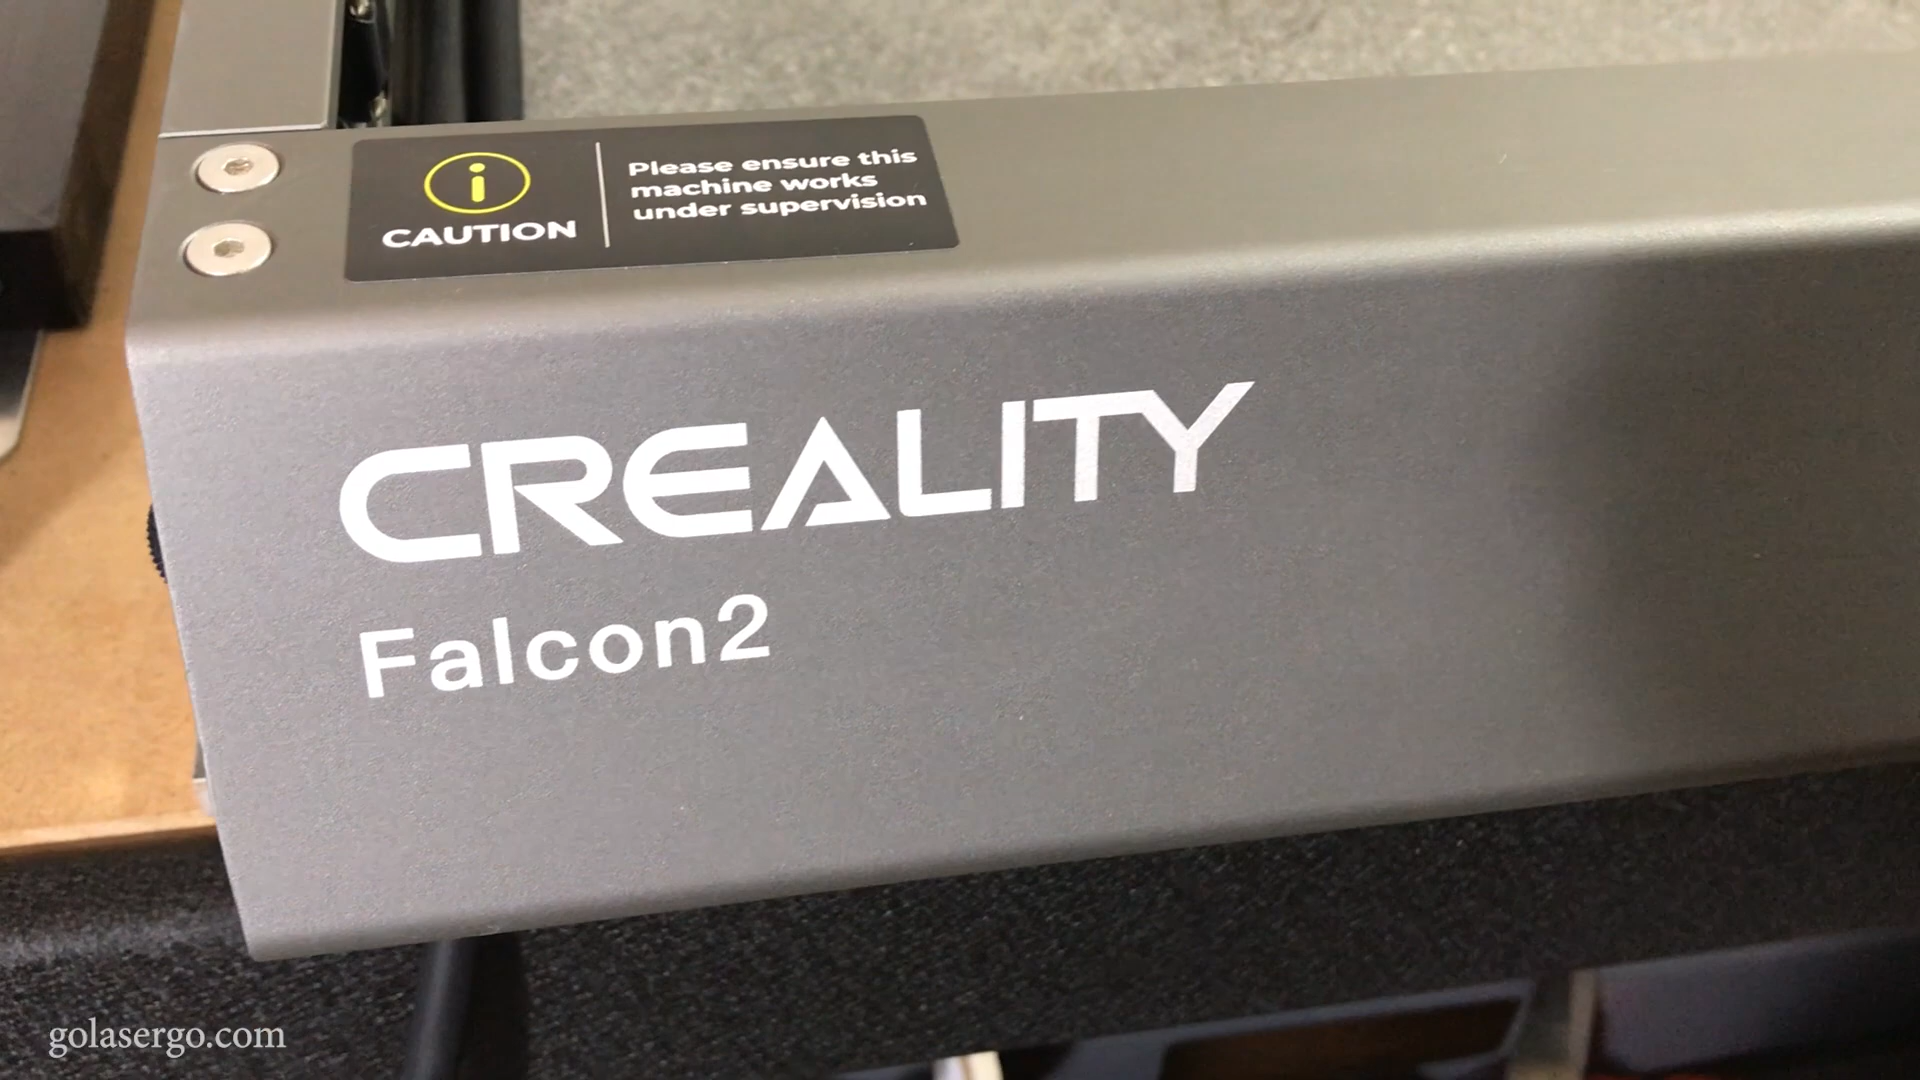 i
CAUTION
Please ensure this
machine works
under supervision
CREALITY
Falcon2
golasergo.com